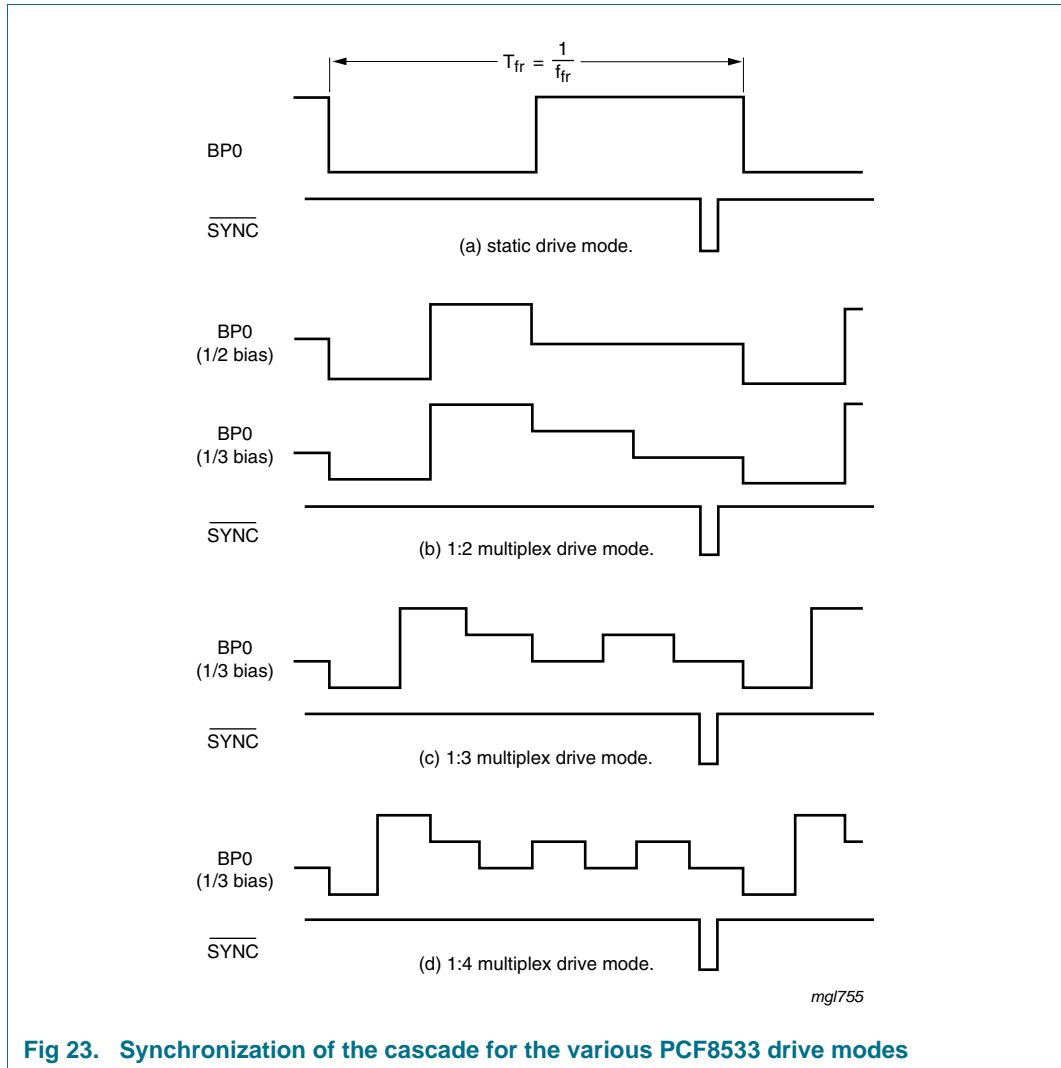 T_fr = 1/f_fr
BP0
SYNC
(a) static drive mode.
BP0
(1/2 bias)
BP0
(1/3 bias)
SYNC
(b) 1:2 multiplex drive mode.
BP0
(1/3 bias)
SYNC
(c) 1:3 multiplex drive mode.
BP0
(1/3 bias)
SYNC
(d) 1:4 multiplex drive mode.
mgl755
Fig 23. Synchronization of the cascade for the various PCF8533 drive modes